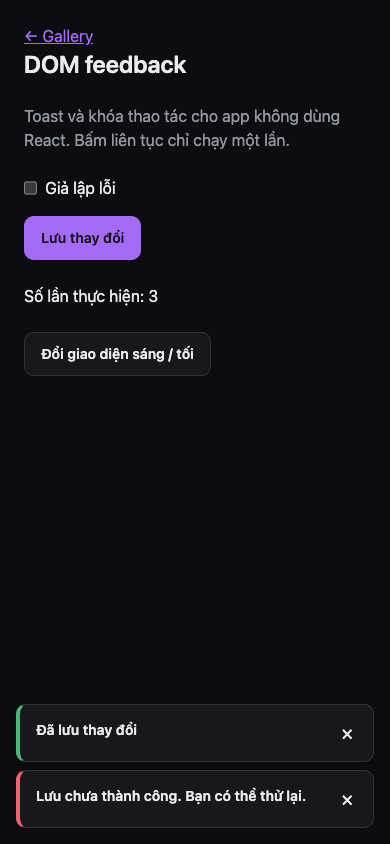 ← Gallery
DOM feedback
Toast và khóa thao tác cho app không dùng
React. Bấm liên tục chỉ chạy một lần.
Giả lập lỗi
Lưu thay đổi
Số lần thực hiện: 3
Đổi giao diện sáng / tối
Đã lưu thay đổi ×
Lưu chưa thành công. Bạn có thể thử lại. ×